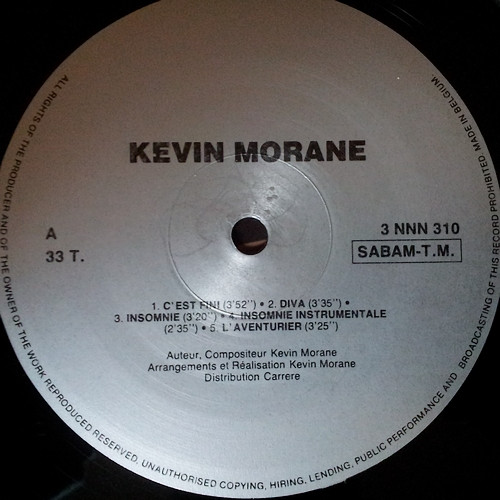 KEVIN MORANE
A
33 T.
3 NNN 310
SABAM-T.M.
1. C'EST FINI (3'52'') • 2. DIVA (3'35'') •
3. INSOMNIE (3'20'') • 4. INSOMNIE INSTRUMENTALE
(2'35'') • 5. L'AVENTURIER (3'25'')
Auteur, Compositeur Kevin Morane
Arrangements et Réalisation Kevin Morane
Distribution Carrere
ALL RIGHTS OF THE PRODUCER AND OF THE OWNER OF THE WORK REPRODUCED RESERVED. UNAUTHORISED COPYING, HIRING, LENDING, PUBLIC PERFORMANCE AND BROADCASTING OF THIS RECORD PROHIBITED. MADE IN BELGIUM.